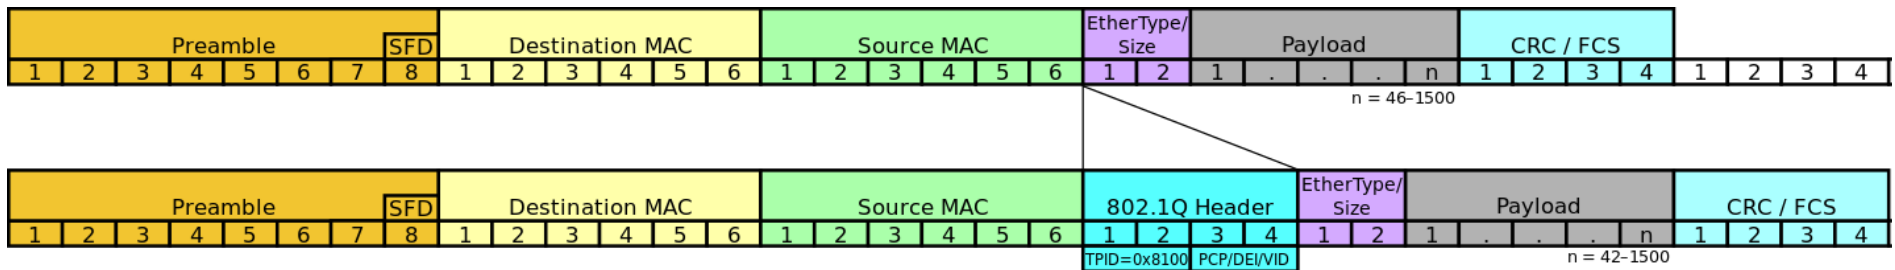 EtherType/
Preamble SFD Destination MAC Source MAC Size Payload CRC / FCS
1 2 3 4 5 6 7 8 1 2 3 4 5 6 1 2 3 4 5 6 1 2 1 . . . n 1 2 3 4 1 2 3 4
n = 46–1500
EtherType/
Preamble SFD Destination MAC Source MAC 802.1Q Header Size Payload CRC / FCS
1 2 3 4 5 6 7 8 1 2 3 4 5 6 1 2 3 4 5 6 1 2 3 4 1 2 1 . . . n 1 2 3 4
TPID=0x8100 PCP/DEI/VID n = 42–1500